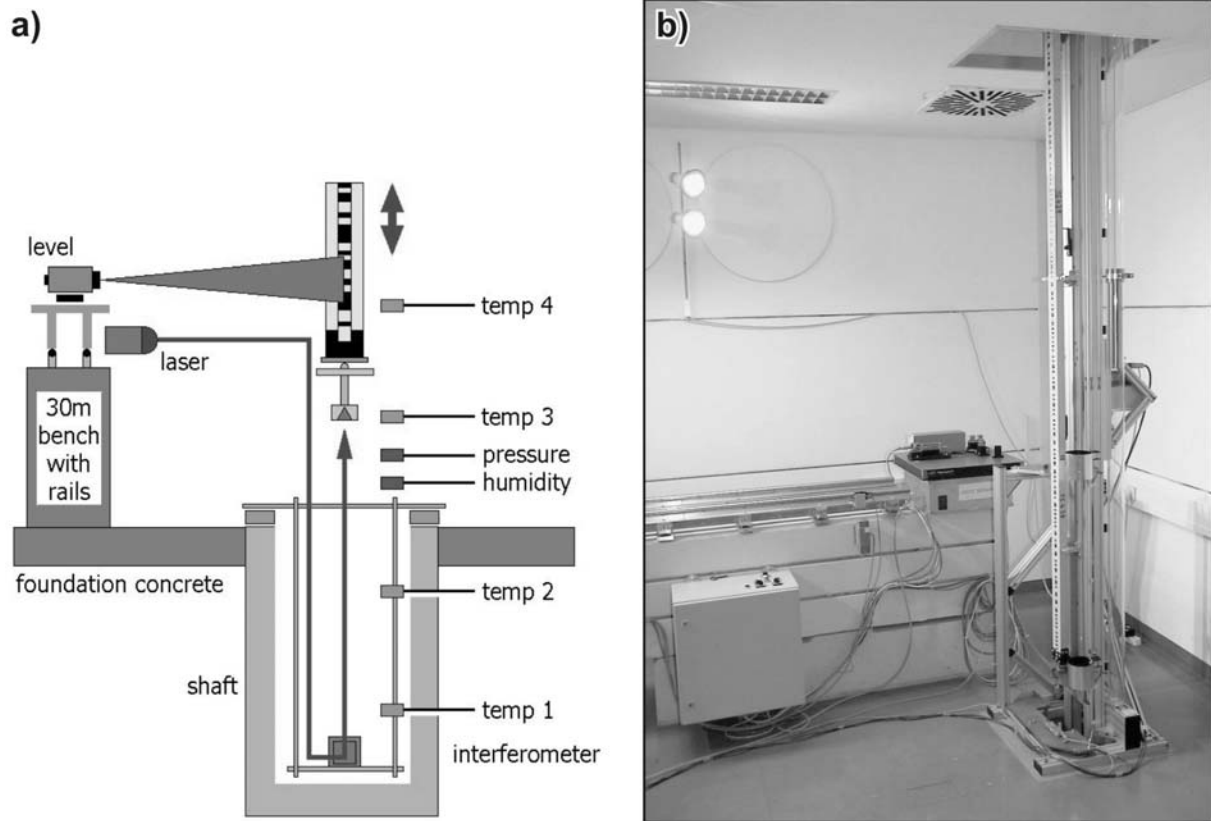 a)
level
laser
30m
bench
with
rails
foundation concrete
shaft
temp 4
temp 3
pressure
humidity
temp 2
temp 1
interferometer
b)